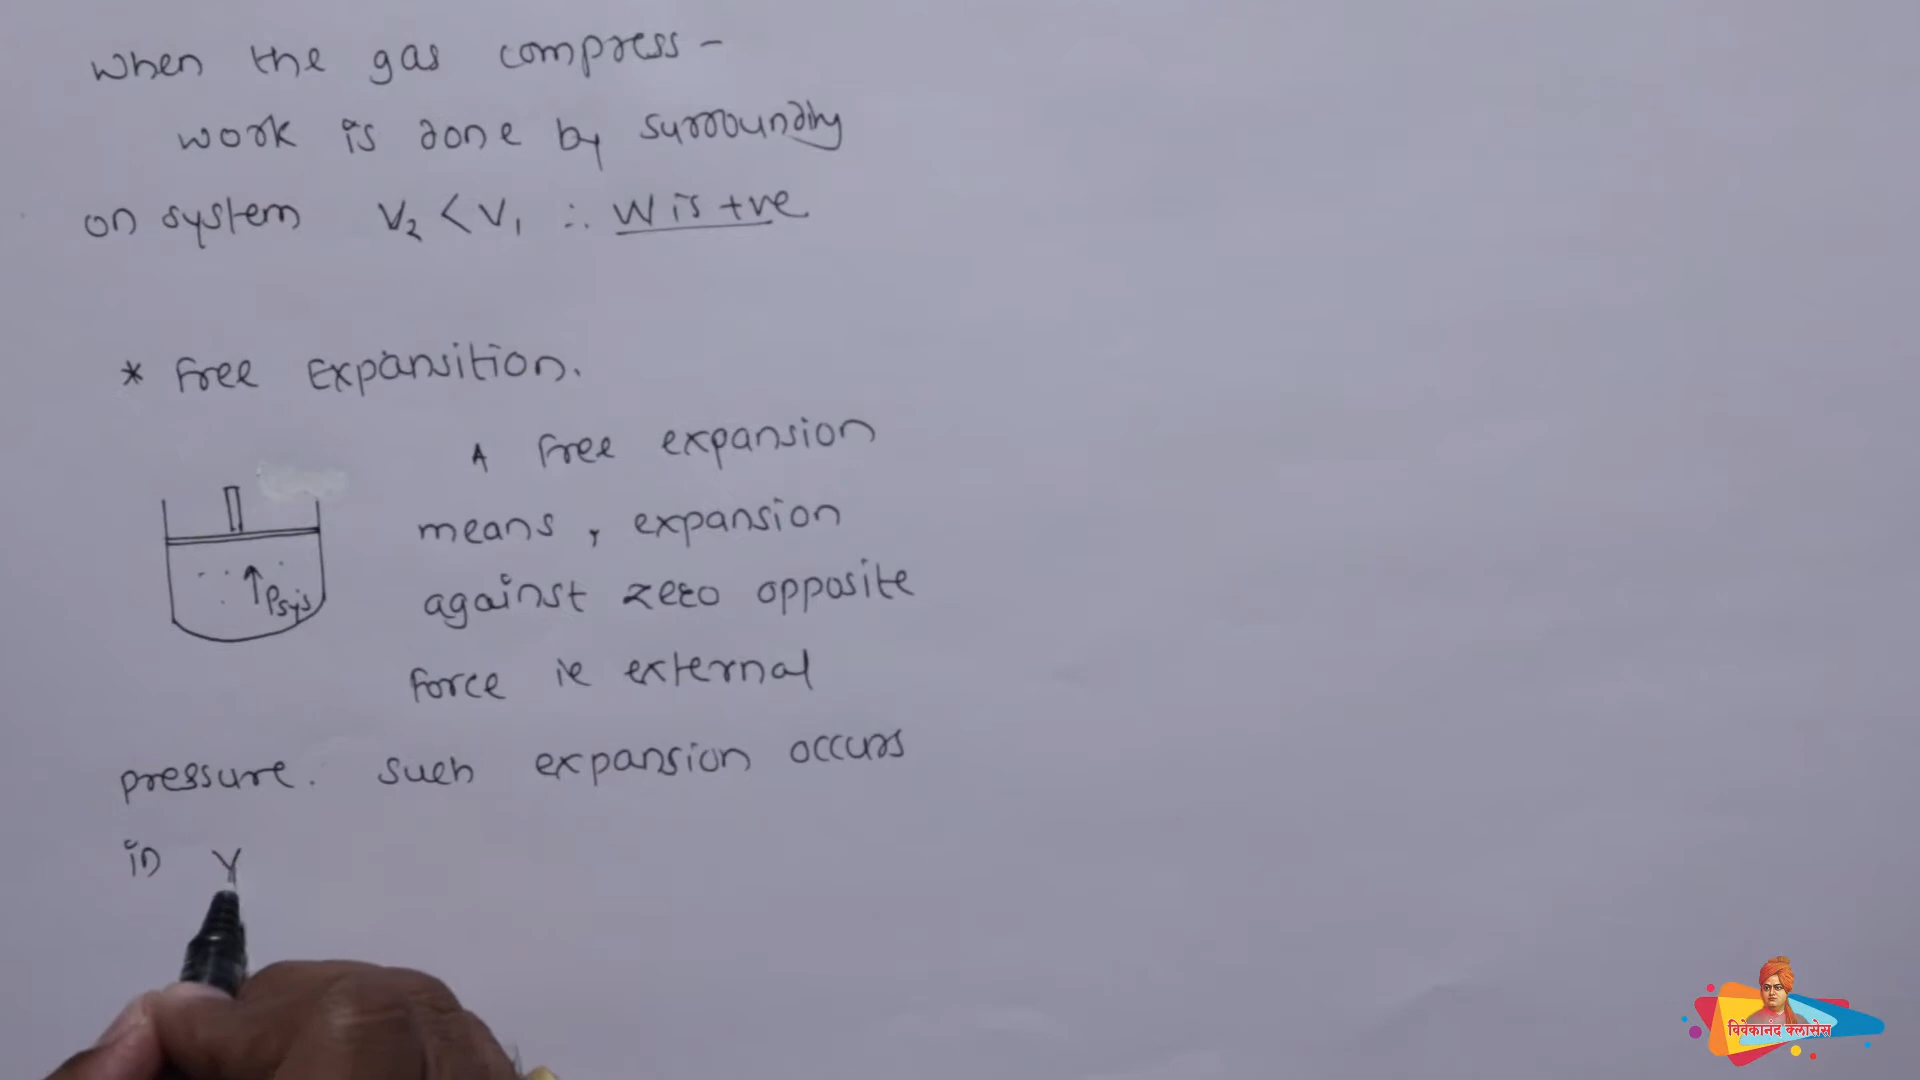 When the gas compress -
work is done by surrounding
on system V₂ < V₁ ∴ W is +ve
* Free Expansition.
A free expansion
means, expansion
against zero opposite
Psys
force ie external
pressure. Such expansion occurs
in v
विवेकानंद क्लासेस